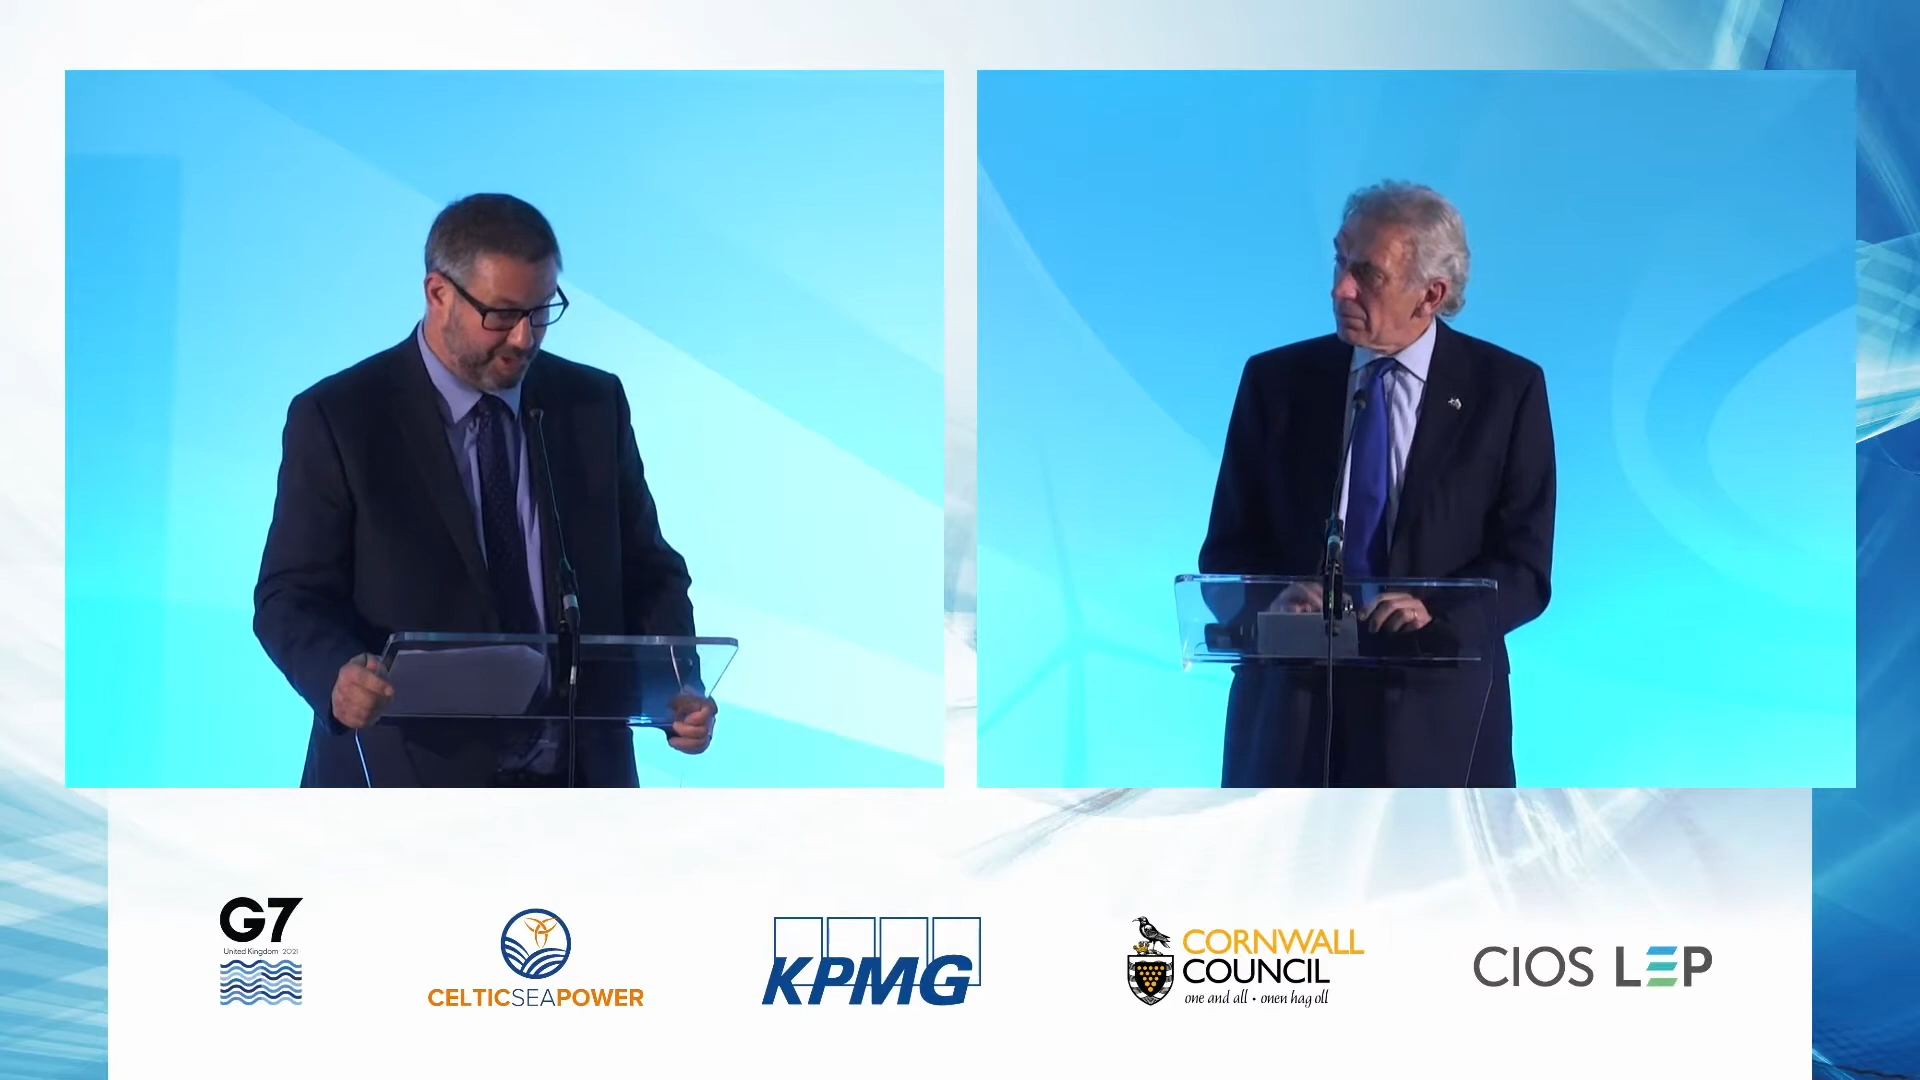 G7
United Kingdom 2021
CELTICSEAPOWER
KPMG
CORNWALL
COUNCIL
one and all • onen hag oll
CIOS LEP